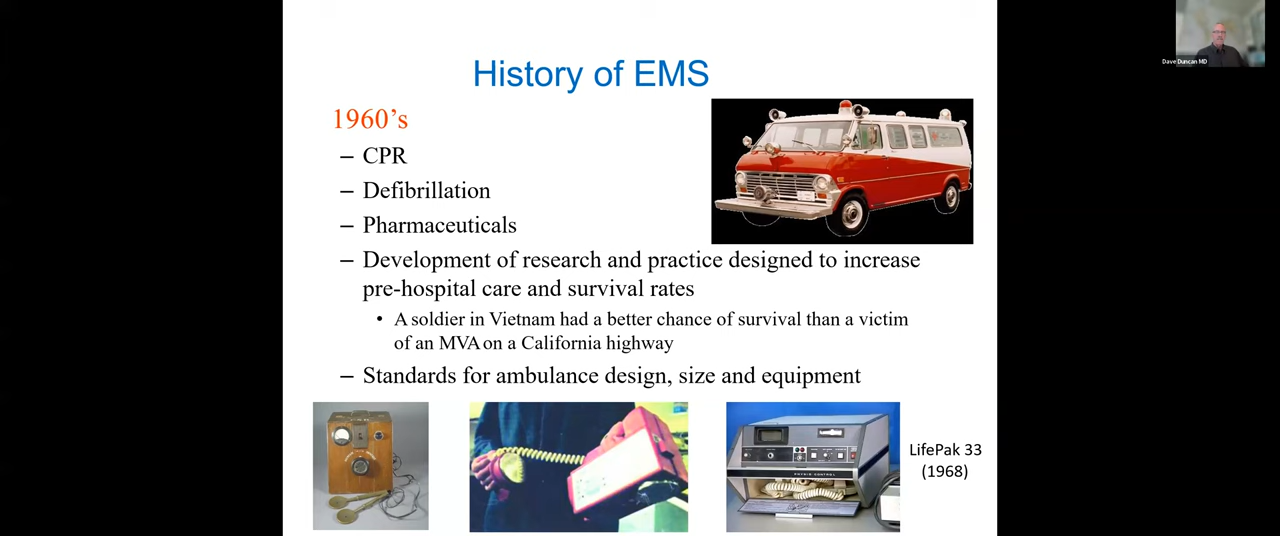 Dave Duncan MD
History of EMS
1960's
– CPR
– Defibrillation
– Pharmaceuticals
– Development of research and practice designed to increase
pre-hospital care and survival rates
• A soldier in Vietnam had a better chance of survival than a victim
of an MVA on a California highway
– Standards for ambulance design, size and equipment
PHYSIO CONTROL
LifePak 33
(1968)